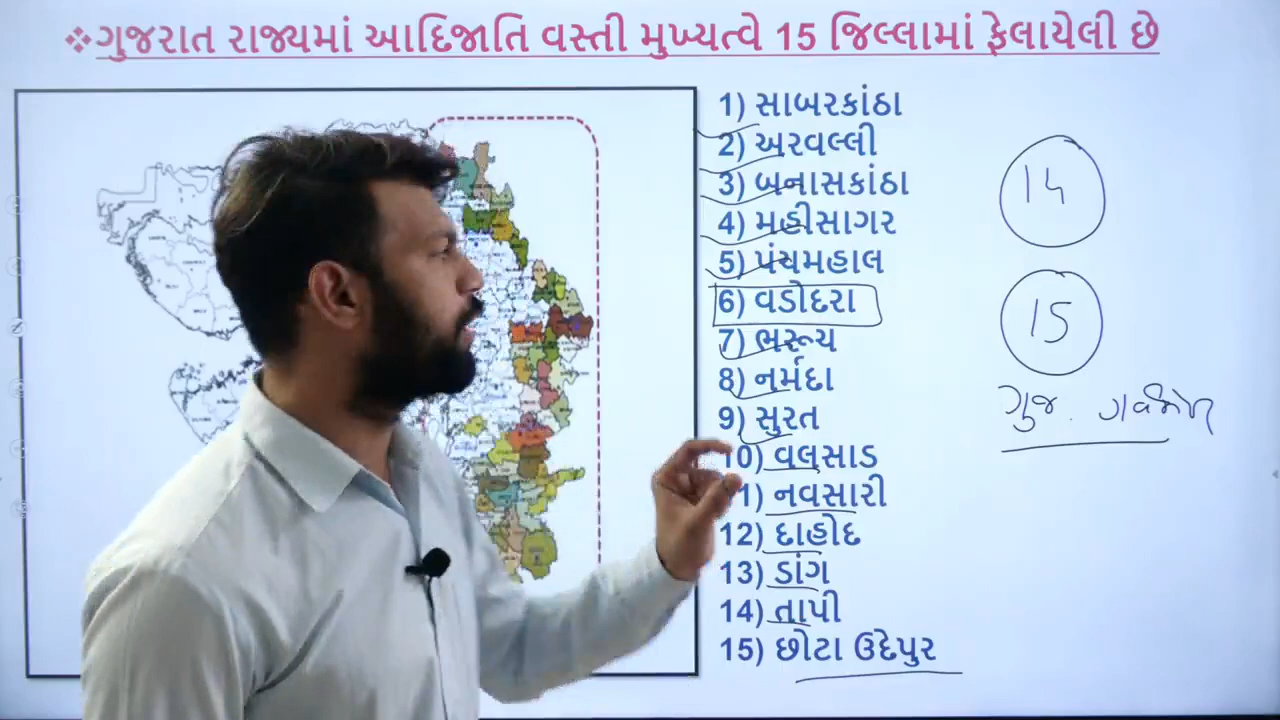 ❖ગુજરાત રાજ્યમાં આદિજાતિ વસ્તી મુખ્યત્વે 15 જિલ્લામાં ફેલાયેલી છે
1) સાબરકાંઠા
2) અરવલ્લી
3) બનાસકાંઠા
4) મહીસાગર
5) પંચમહાલ
6) વડોદરા
7) ભરૂચ
8) નર્મદા
9) સુરત
10) વલસાડ
11) નવસારી
12) દાહોદ
13) ડાંગ
14) તાપી
15) છોટા ઉદેપુર
14
15
ગુજ.